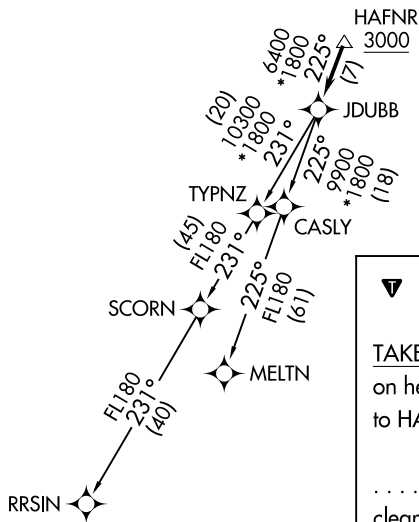 HAFNR
3000
6400
*1800
225°
(7)
JDUBB
(20)
10300
*1800
231°
225°
9900
*1800
(18)
TYPNZ
CASLY
(45)
FL180
231°
225°
FL180
(61)
SCORN
MELTN
FL180
231°
(40)
RRSIN
T
TAKE
on he
to HA
. . . .
clear